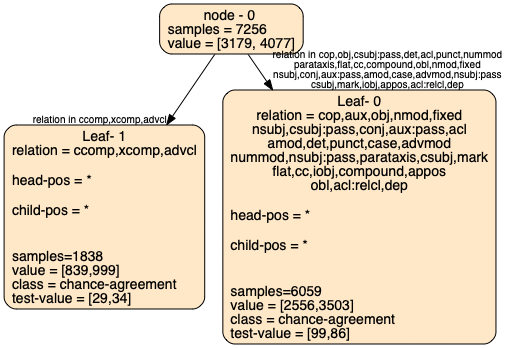 node - 0
samples = 7256
value = [3179, 4077]
relation in cop,obj,csubj:pass,det,acl,punct,nummod
parataxis,flat,cc,compound,obl,nmod,fixed
nsubj,conj,aux:pass,amod,case,advmod,nsubj:pass
csubj,mark,iobj,appos,acl:relcl,dep
relation in ccomp,xcomp,advcl
Leaf- 1
relation = ccomp,xcomp,advcl
head-pos = *
child-pos = *
samples=1838
value = [839,999]
class = chance-agreement
test-value = [29,34]
Leaf- 0
relation = cop,aux,obj,nmod,fixed
nsubj,csubj:pass,conj,aux:pass,acl
amod,det,punct,case,advmod
nummod,nsubj:pass,parataxis,csubj,mark
flat,cc,iobj,compound,appos
obl,acl:relcl,dep
head-pos = *
child-pos = *
samples=6059
value = [2556,3503]
class = chance-agreement
test-value = [99,86]